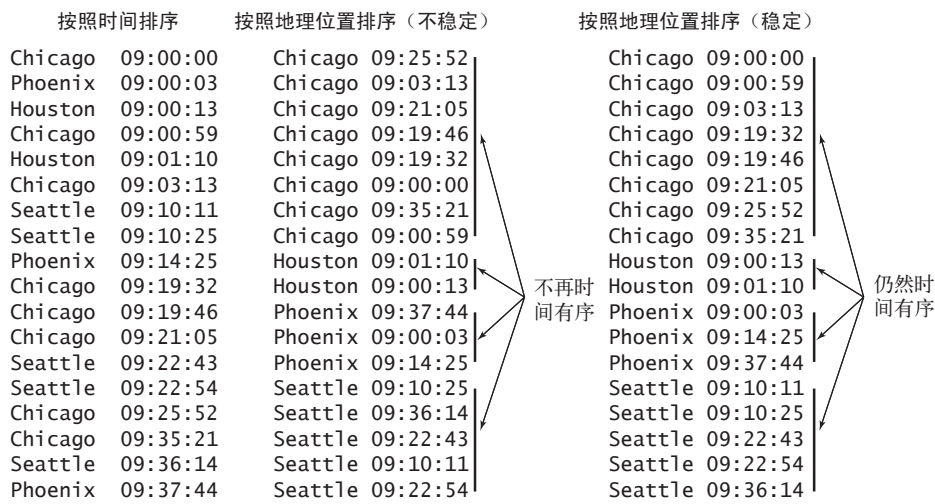 按照时间排序 按照地理位置排序（不稳定） 按照地理位置排序（稳定）
Chicago 09:00:00 Chicago 09:25:52 Chicago 09:00:00
Phoenix 09:00:03 Chicago 09:03:13 Chicago 09:00:59
Houston 09:00:13 Chicago 09:21:05 Chicago 09:03:13
Chicago 09:00:59 Chicago 09:19:46 Chicago 09:19:32
Houston 09:01:10 Chicago 09:19:32 Chicago 09:19:46
Chicago 09:03:13 Chicago 09:00:00 Chicago 09:21:05
Seattle 09:10:11 Chicago 09:35:21 Chicago 09:25:52
Seattle 09:10:25 Chicago 09:00:59 Chicago 09:35:21
Phoenix 09:14:25 Houston 09:01:10 Houston 09:00:13
Chicago 09:19:32 Houston 09:00:13 不再时 Houston 09:01:10 仍然时
Chicago 09:19:46 Phoenix 09:37:44 间有序 Phoenix 09:00:03 间有序
Chicago 09:21:05 Phoenix 09:00:03 Phoenix 09:14:25
Seattle 09:22:43 Phoenix 09:14:25 Phoenix 09:37:44
Seattle 09:22:54 Seattle 09:10:25 Seattle 09:10:11
Chicago 09:25:52 Seattle 09:36:14 Seattle 09:10:25
Chicago 09:35:21 Seattle 09:22:43 Seattle 09:22:43
Seattle 09:36:14 Seattle 09:10:11 Seattle 09:22:54
Phoenix 09:37:44 Seattle 09:22:54 Seattle 09:36:14